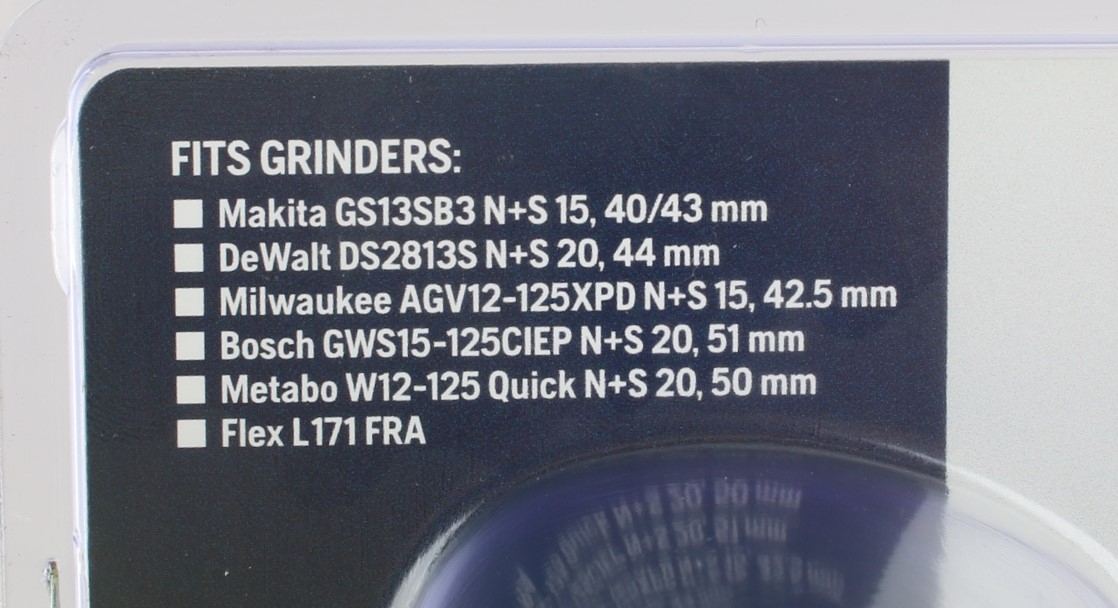 FITS GRINDERS:
Makita GS13SB3 N+S 15, 40/43 mm
DeWalt DS2813S N+S 20, 44 mm
Milwaukee AGV12-125XPD N+S 15, 42.5 mm
Bosch GWS15-125CIEP N+S 20, 51 mm
Metabo W12-125 Quick N+S 20, 50 mm
Flex L171 FRA